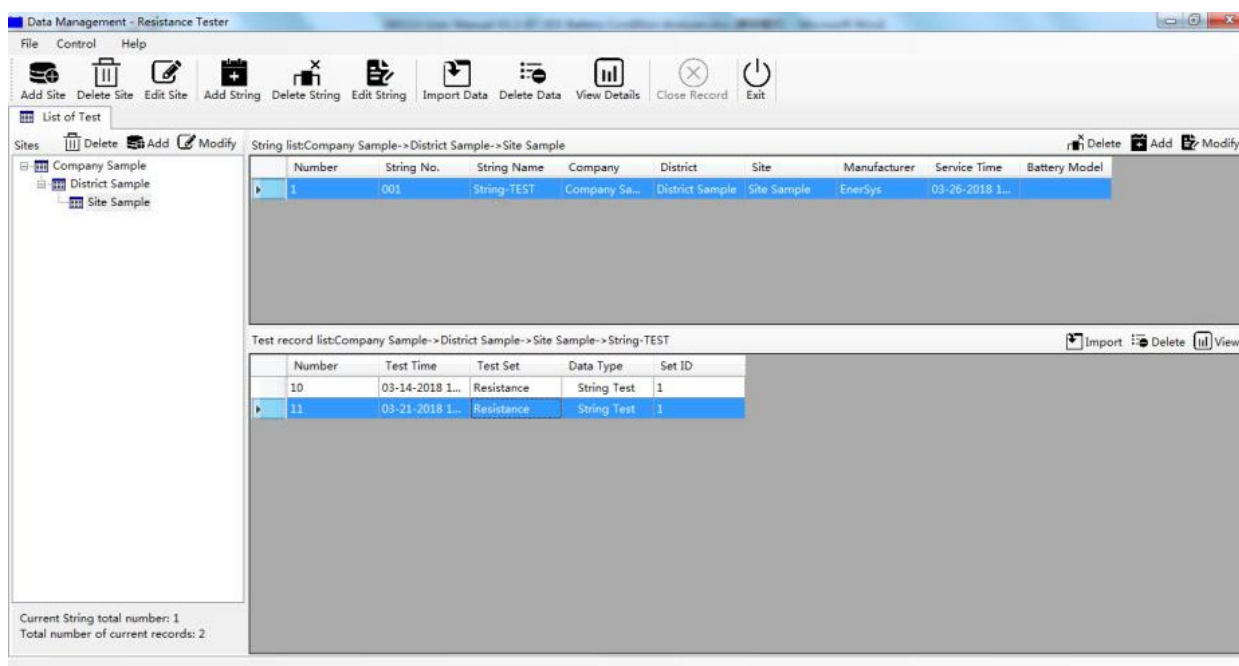 Data Management - Resistance Tester
File Control Help
Add Site Delete Site Edit Site Add String Delete String Edit String Import Data Delete Data View Details Close Record Exit
List of Test
Sites Delete Add Modify
Company Sample
District Sample
Site Sample
Current String total number: 1
Total number of current records: 2
String list:Company Sample->District Sample->Site Sample Delete Add Modify
Number String No. String Name Company District Site Manufacturer Service Time Battery Model
1 001 String-TEST Company Sa... District Sample Site Sample EnerSys 03-26-2018 1...
Test record list:Company Sample->District Sample->Site Sample->String-TEST Import Delete View
Number Test Time Test Set Data Type Set ID
10 03-14-2018 1... Resistance String Test 1
11 03-21-2018 1... Resistance String Test 1